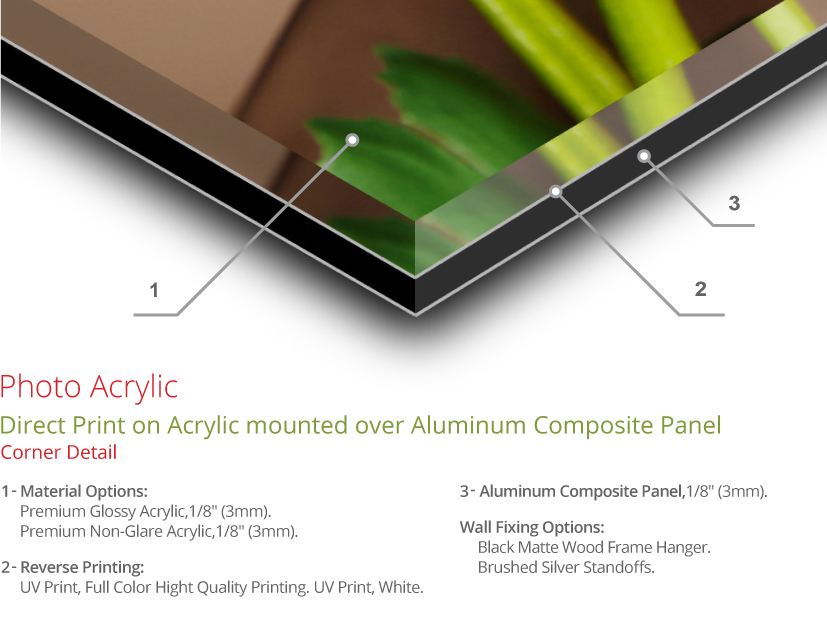 3
1
2
Photo Acrylic
Direct Print on Acrylic mounted over Aluminum Composite Panel
Corner Detail
1- Material Options:
Premium Glossy Acrylic,1/8" (3mm).
Premium Non-Glare Acrylic,1/8" (3mm).
2- Reverse Printing:
UV Print, Full Color Hight Quality Printing. UV Print, White.
3- Aluminum Composite Panel,1/8" (3mm).
Wall Fixing Options:
Black Matte Wood Frame Hanger.
Brushed Silver Standoffs.